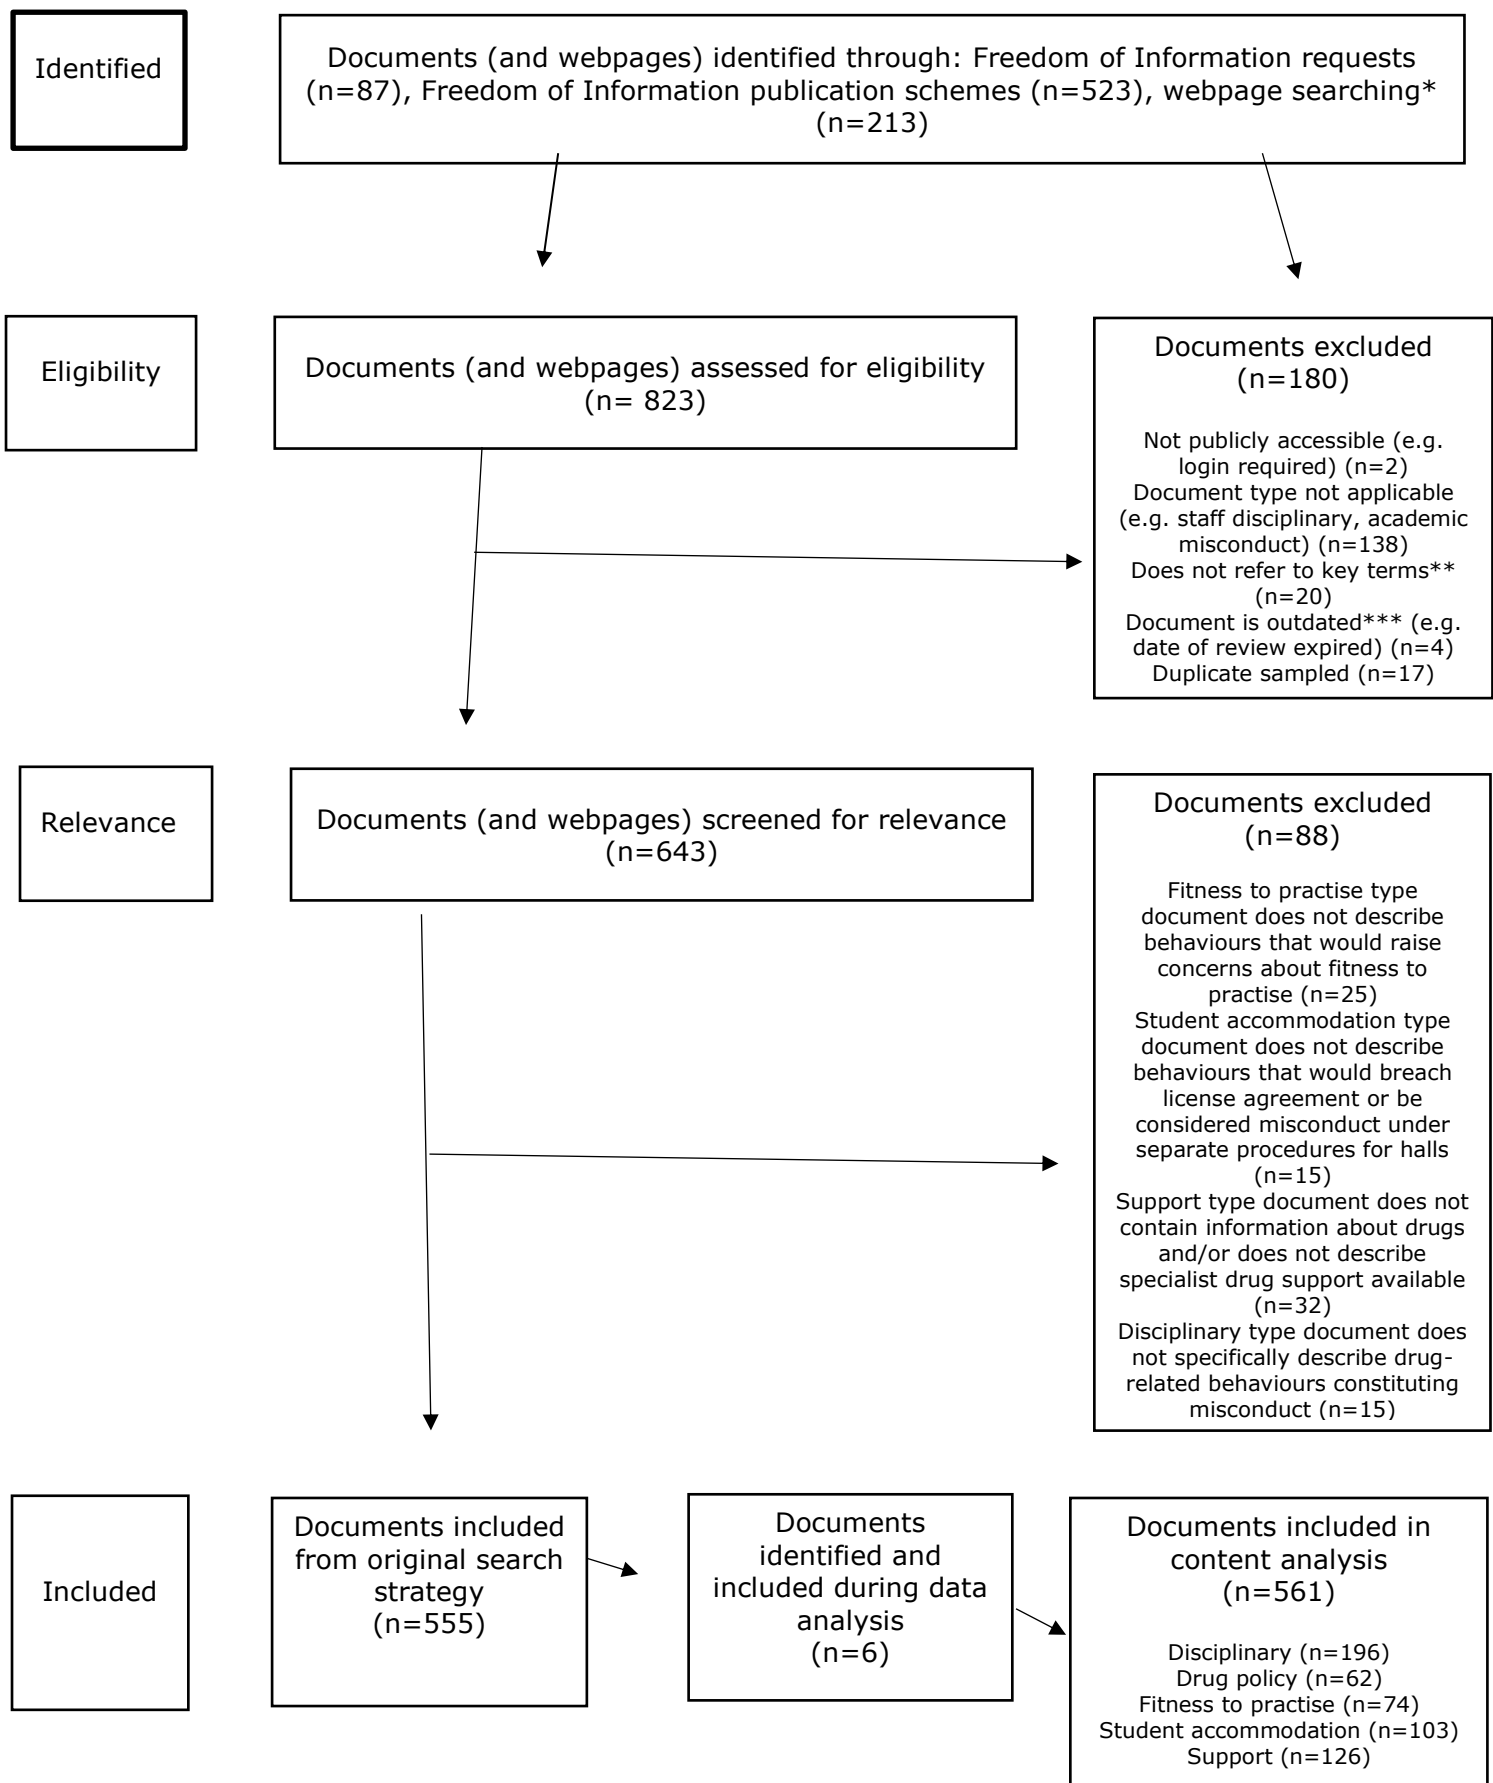 Identified
Documents (and webpages) identified through: Freedom of Information requests
(n=87), Freedom of Information publication schemes (n=523), webpage searching*
(n=213)
Eligibility
Documents (and webpages) assessed for eligibility
(n= 823)
Documents excluded
(n=180)
Not publicly accessible (e.g.
login required) (n=2)
Document type not applicable
(e.g. staff disciplinary, academic
misconduct) (n=138)
Does not refer to key terms**
(n=20)
Document is outdated*** (e.g.
date of review expired) (n=4)
Duplicate sampled (n=17)
Relevance
Documents (and webpages) screened for relevance
(n=643)
Documents excluded
(n=88)
Fitness to practise type
document does not describe
behaviours that would raise
concerns about fitness to
practise (n=25)
Student accommodation type
document does not describe
behaviours that would breach
license agreement or be
considered misconduct under
separate procedures for halls
(n=15)
Support type document does not
contain information about drugs
and/or does not describe
specialist drug support available
(n=32)
Disciplinary type document does
not specifically describe drug-
related behaviours constituting
misconduct (n=15)
Included
Documents included
from original search
strategy
(n=555)
Documents
identified and
included during data
analysis
(n=6)
Documents included in
content analysis
(n=561)
Disciplinary (n=196)
Drug policy (n=62)
Fitness to practise (n=74)
Student accommodation (n=103)
Support (n=126)